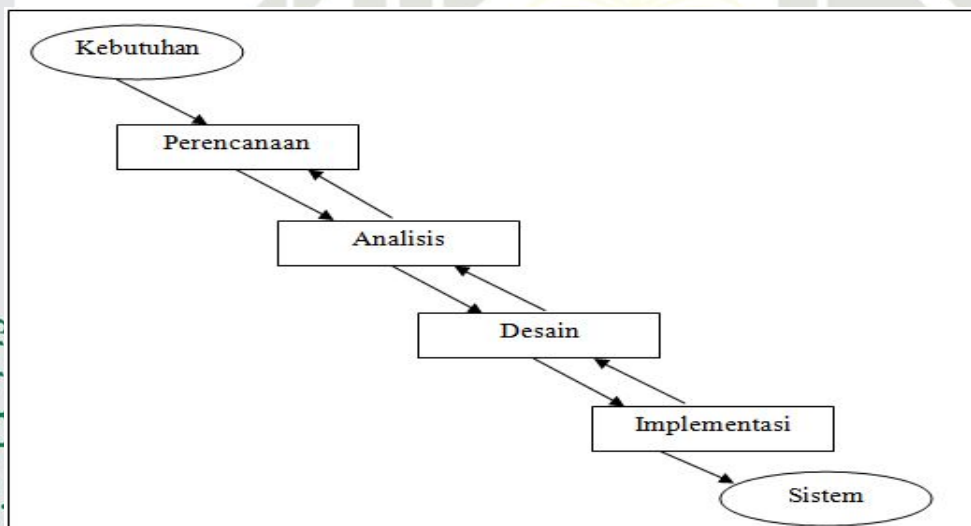 Kebutuhan
Perencanaan
Analisis
Desain
Implementasi
Sistem